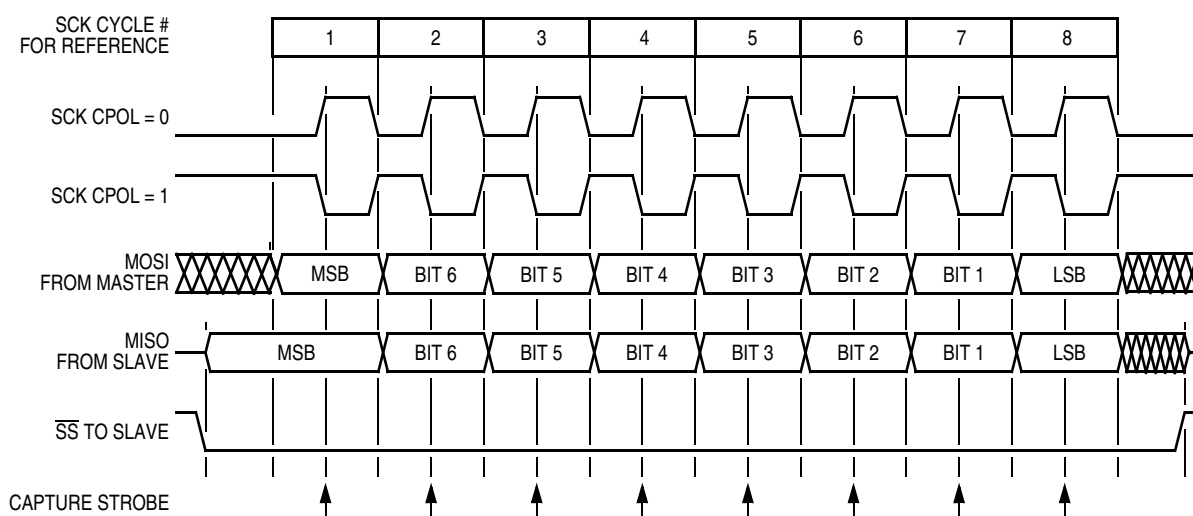 SCK CYCLE #
FOR REFERENCE
1 2 3 4 5 6 7 8
SCK CPOL = 0
SCK CPOL = 1
MOSI
FROM MASTER
MSB BIT 6 BIT 5 BIT 4 BIT 3 BIT 2 BIT 1 LSB
MISO
FROM SLAVE
MSB BIT 6 BIT 5 BIT 4 BIT 3 BIT 2 BIT 1 LSB
S̅S̅ TO SLAVE
CAPTURE STROBE